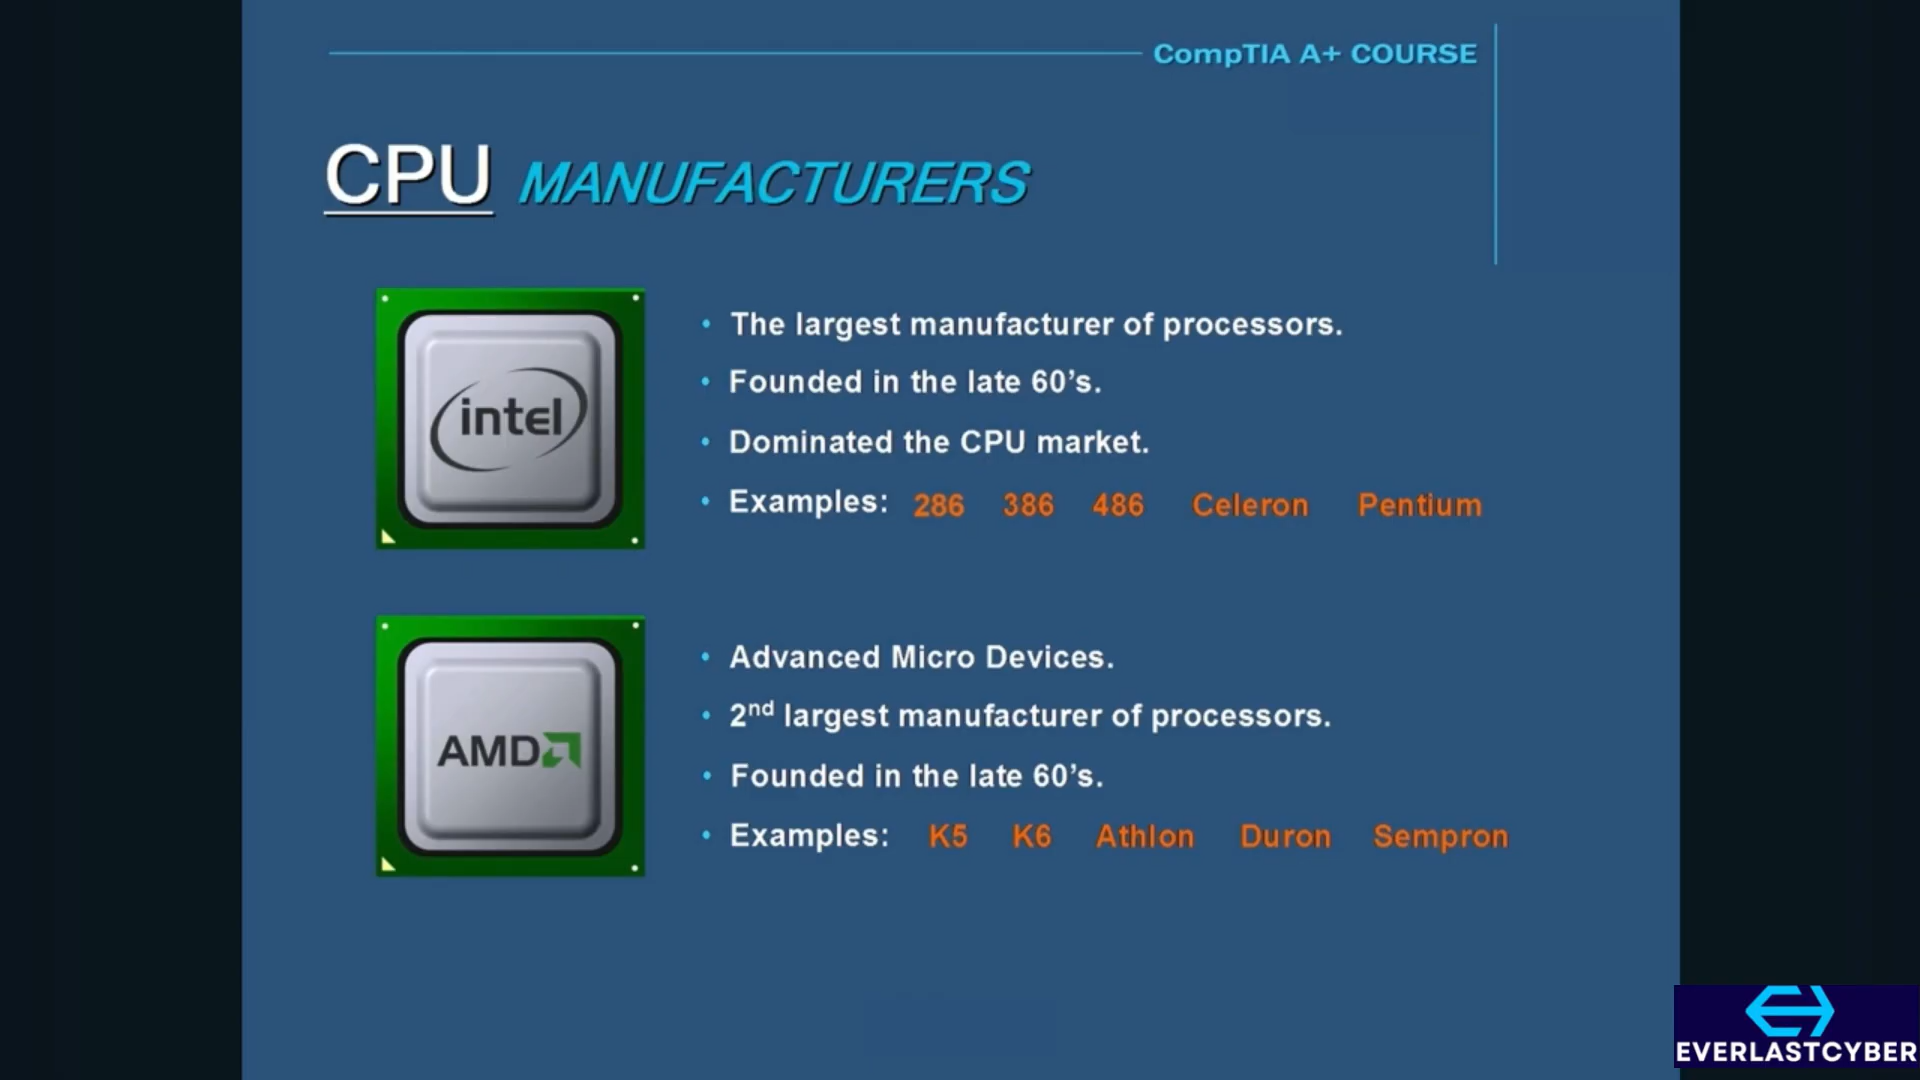 CompTIA A+ COURSE
CPU MANUFACTURERS
intel
• The largest manufacturer of processors.
• Founded in the late 60’s.
• Dominated the CPU market.
• Examples: 286 386 486 Celeron Pentium
AMD
• Advanced Micro Devices.
• 2nd largest manufacturer of processors.
• Founded in the late 60’s.
• Examples: K5 K6 Athlon Duron Sempron
EVERLASTCYBER